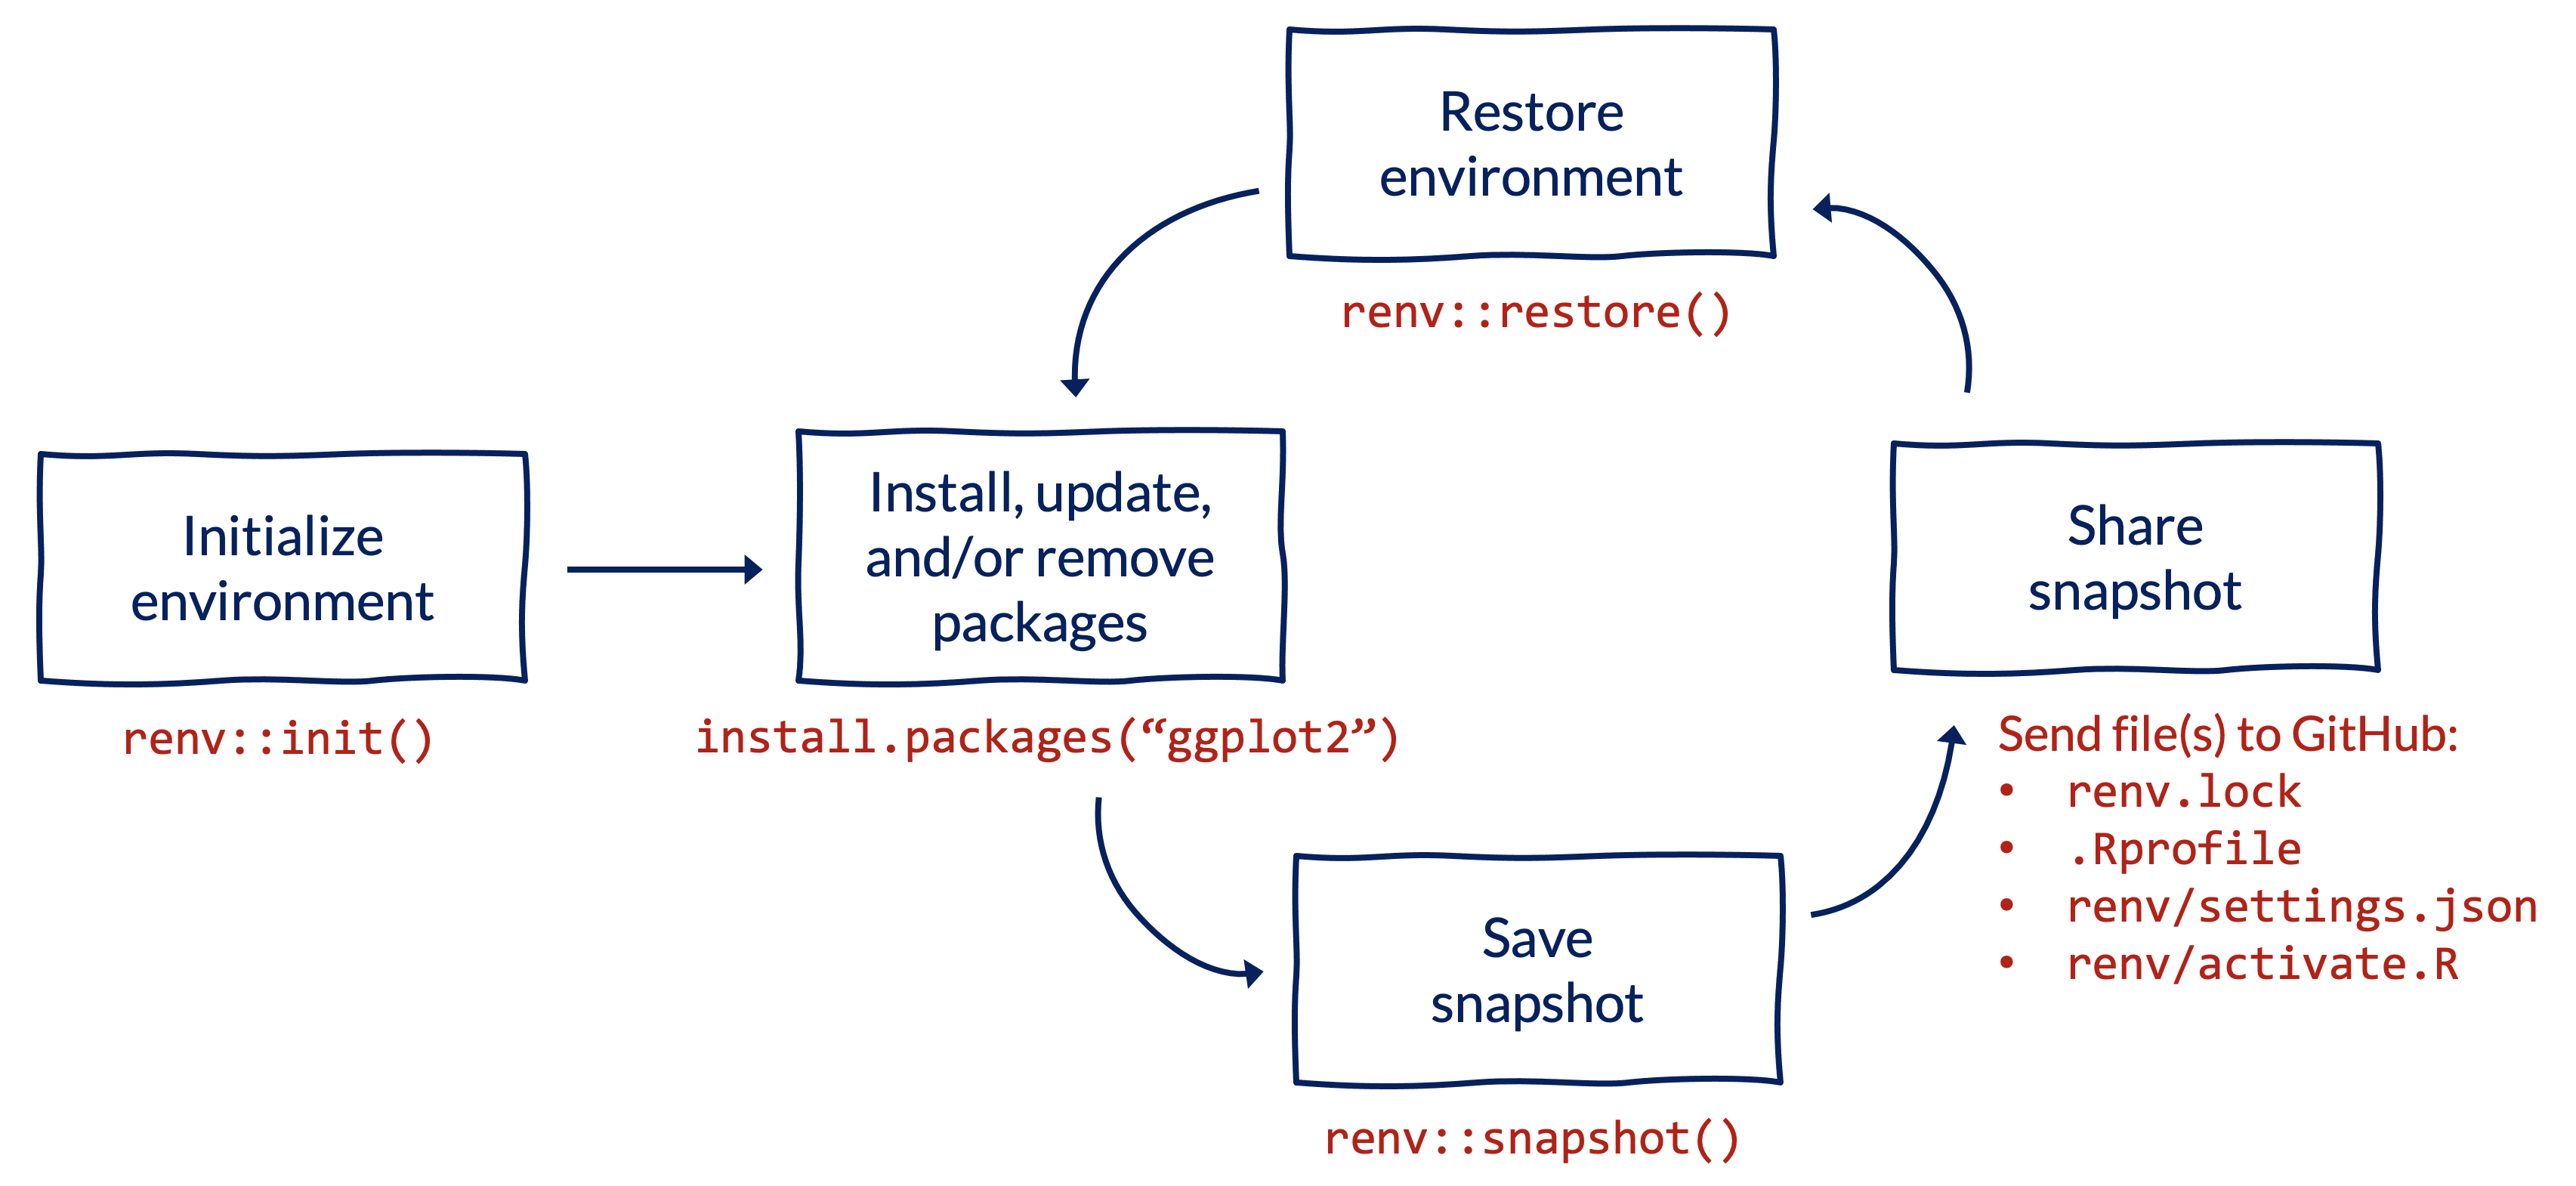 Restore
environment
renv::restore()
Initialize
environment
renv::init()
Install, update,
and/or remove
packages
install.packages(“ggplot2”)
Save
snapshot
renv::snapshot()
Share
snapshot
Send file(s) to GitHub:
• renv.lock
• .Rprofile
• renv/settings.json
• renv/activate.R